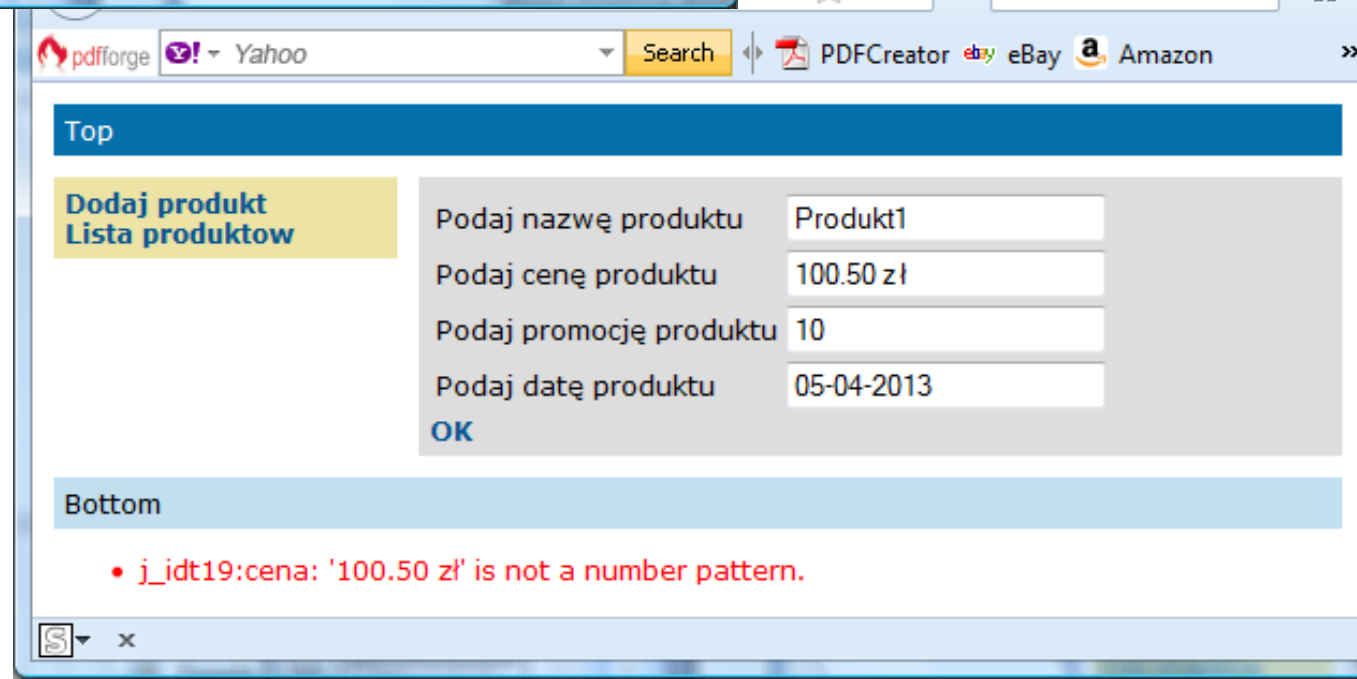 pdfforge Y! Yahoo Search PDFCreator ebay eBay a Amazon »
Top
Dodaj produkt
Lista produktow
Podaj nazwę produktu Produkt1
Podaj cenę produktu 100.50 zł
Podaj promocję produktu 10
Podaj datę produktu 05-04-2013
OK
Bottom
• j_idt19:cena: '100.50 zł' is not a number pattern.
S x